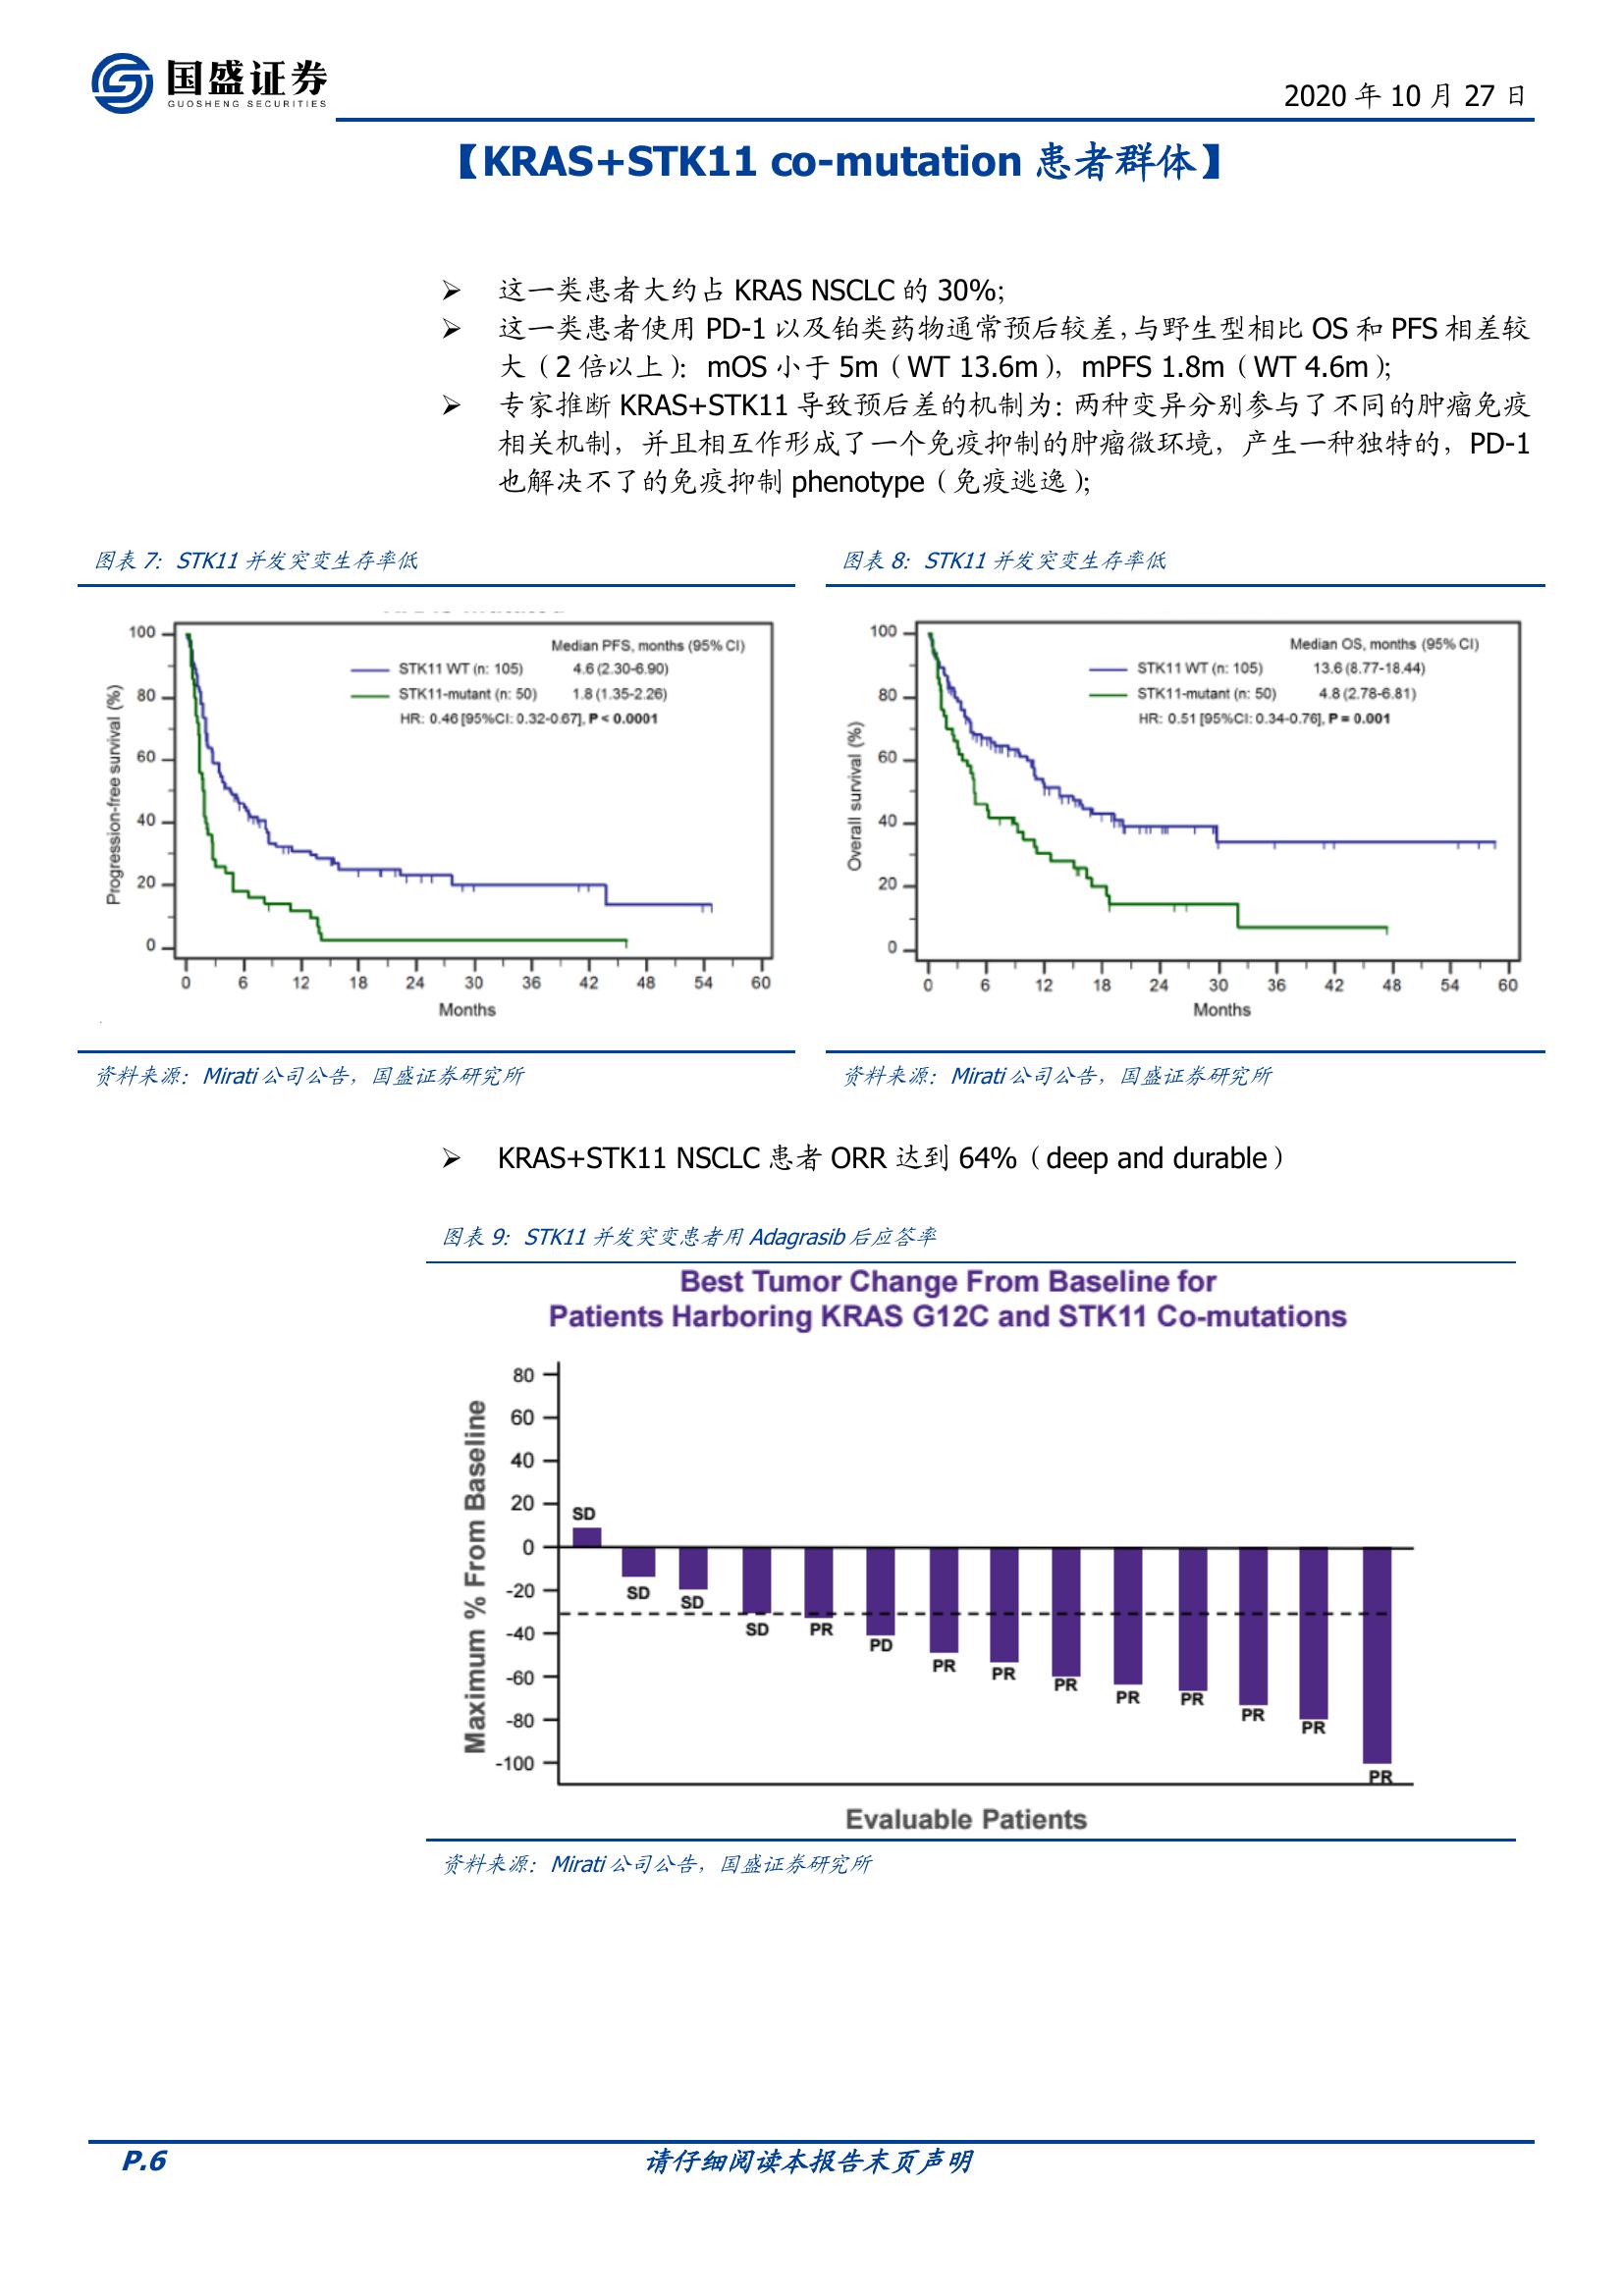 国盛证券
GUOSHENG SECURITIES
2020 年 10 月 27 日
【KRAS+STK11 co-mutation 患者群体】
➢ 这一类患者大约占 KRAS NSCLC 的 30%;
➢ 这一类患者使用 PD-1 以及铂类药物通常预后较差,与野生型相比 OS 和 PFS 相差较
大（2 倍以上）：mOS 小于 5m（WT 13.6m），mPFS 1.8m（WT 4.6m）;
➢ 专家推断 KRAS+STK11 导致预后差的机制为：两种变异分别参与了不同的肿瘤免疫
相关机制，并且相互作形成了一个免疫抑制的肿瘤微环境，产生一种独特的，PD-1
也解决不了的免疫抑制 phenotype（免疫逃逸）;
图表 7：STK11 并发突变生存率低
Median PFS, months (95% CI)
STK11 WT (n: 105) 4.6 (2.30-6.90)
STK11-mutant (n: 50) 1.8 (1.35-2.26)
HR: 0.46 [95%CI: 0.32-0.67], P < 0.0001
Progression-free survival (%)
100
80
60
40
20
0
0 6 12 18 24 30 36 42 48 54 60
Months
资料来源：Mirati 公司公告，国盛证券研究所
图表 8：STK11 并发突变生存率低
Median OS, months (95% CI)
STK11 WT (n: 105) 13.6 (8.77-18.44)
STK11-mutant (n: 50) 4.8 (2.78-6.81)
HR: 0.51 [95%CI: 0.34-0.76], P = 0.001
Overall survival (%)
100
80
60
40
20
0
0 6 12 18 24 30 36 42 48 54 60
Months
资料来源：Mirati 公司公告，国盛证券研究所
➢ KRAS+STK11 NSCLC 患者 ORR 达到 64%（deep and durable）
图表 9：STK11 并发突变患者用 Adagrasib 后应答率
Best Tumor Change From Baseline for
Patients Harboring KRAS G12C and STK11 Co-mutations
Maximum % From Baseline
80
60
40
20
0
-20
-40
-60
-80
-100
SD SD SD SD PR PD PR PR PR PR PR PR PR PR
Evaluable Patients
资料来源：Mirati 公司公告，国盛证券研究所
P.6 请仔细阅读本报告末页声明